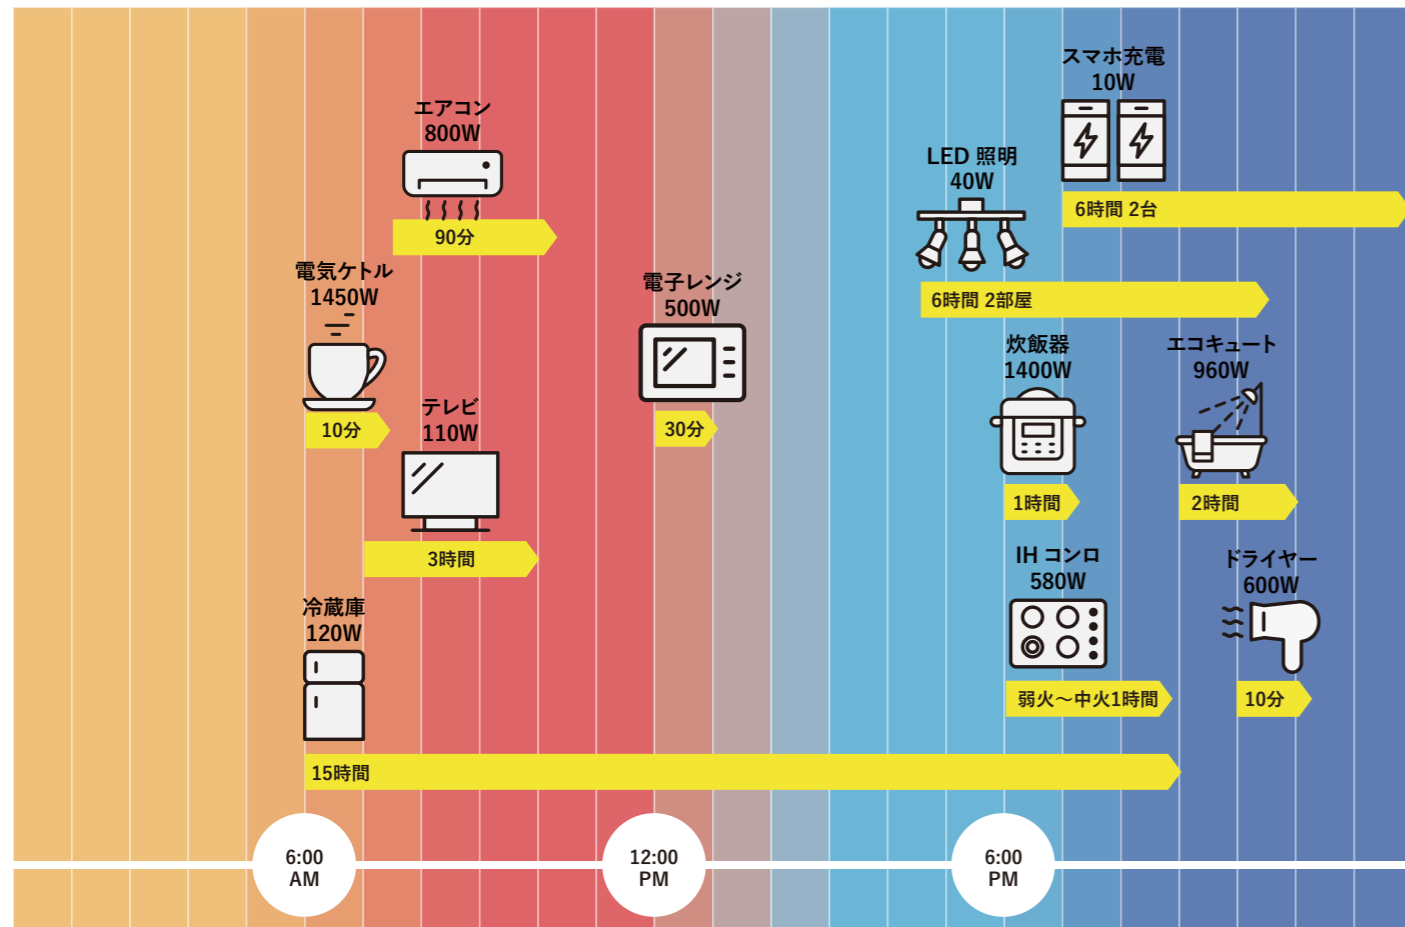 スマホ充電
10W
6時間 2台
エアコン
800W
90分
LED 照明
40W
6時間 2部屋
電気ケトル
1450W
10分
電子レンジ
500W
30分
炊飯器
1400W
1時間
エコキュート
960W
2時間
テレビ
110W
3時間
IH コンロ
580W
弱火～中火1時間
ドライヤー
600W
10分
冷蔵庫
120W
15時間
6:00
AM
12:00
PM
6:00
PM